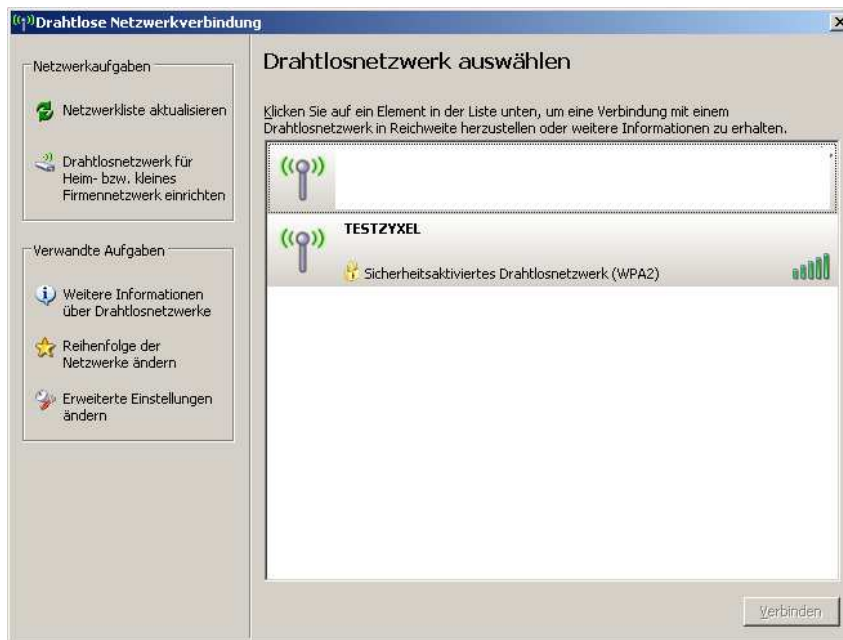 Drahtlose Netzwerkverbindung
Netzwerkaufgaben
Netzwerkliste aktualisieren
Drahtlosnetzwerk für
Heim- bzw. kleines
Firmennetzwerk einrichten
Verwandte Aufgaben
Weitere Informationen
über Drahtlosnetzwerke
Reihenfolge der
Netzwerke ändern
Erweiterte Einstellungen
ändern
Drahtlosnetzwerk auswählen
Klicken Sie auf ein Element in der Liste unten, um eine Verbindung mit einem
Drahtlosnetzwerk in Reichweite herzustellen oder weitere Informationen zu erhalten.
TESTZYXEL
Sicherheitsaktiviertes Drahtlosnetzwerk (WPA2)
Verbinden